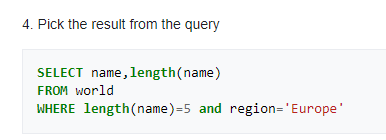 4. Pick the result from the query
SELECT name,length(name)
FROM world
WHERE length(name)=5 and region='Europe'